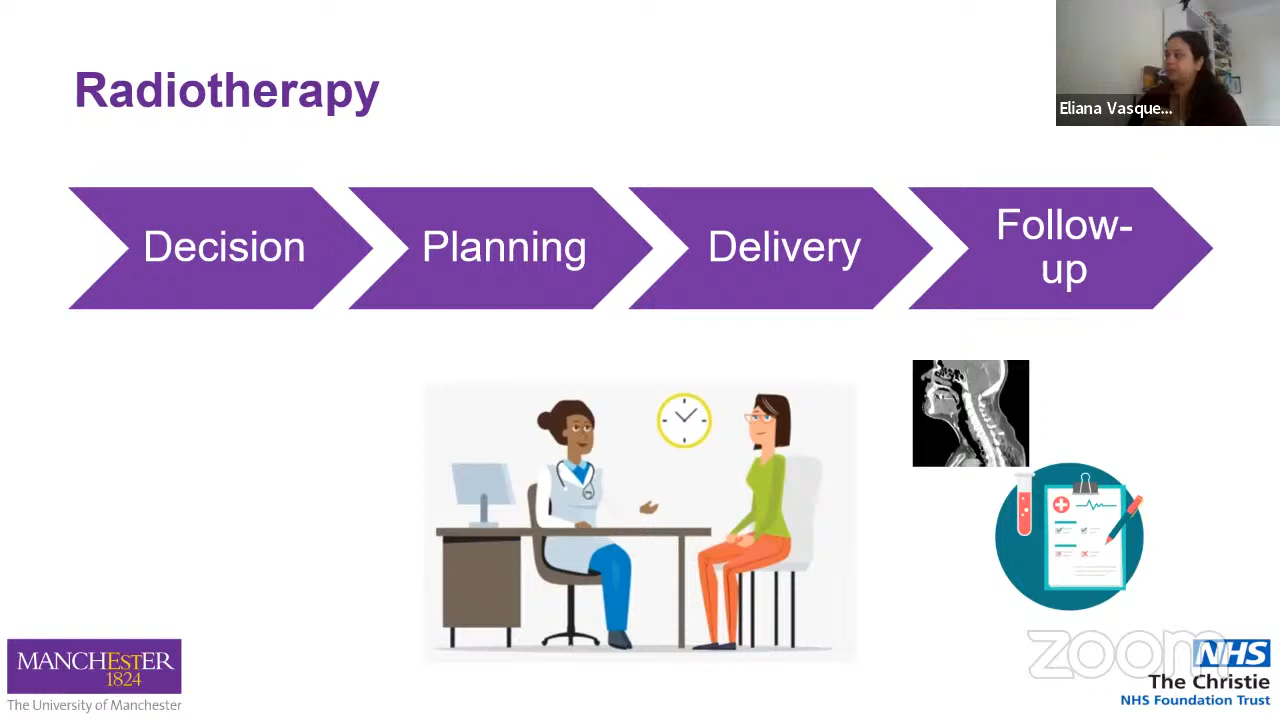 Radiotherapy
Eliana Vasque...
Decision
Planning
Delivery
Follow-
up
MANCHESTER
1824
The University of Manchester
zoom
NHS
The Christie
NHS Foundation Trust